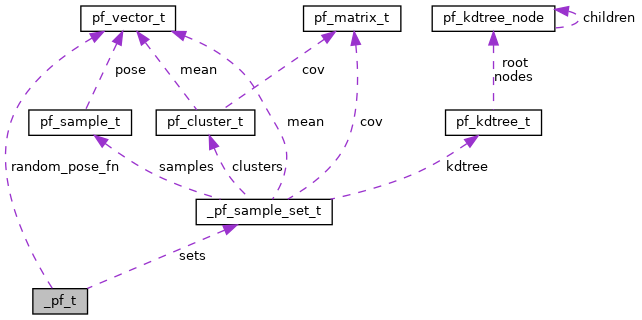 pf_vector_t
pf_matrix_t
pf_kdtree_node
children
pose
mean
cov
root
nodes
pf_sample_t
pf_cluster_t
pf_kdtree_t
mean
cov
random_pose_fn
samples
clusters
kdtree
_pf_sample_set_t
sets
_pf_t